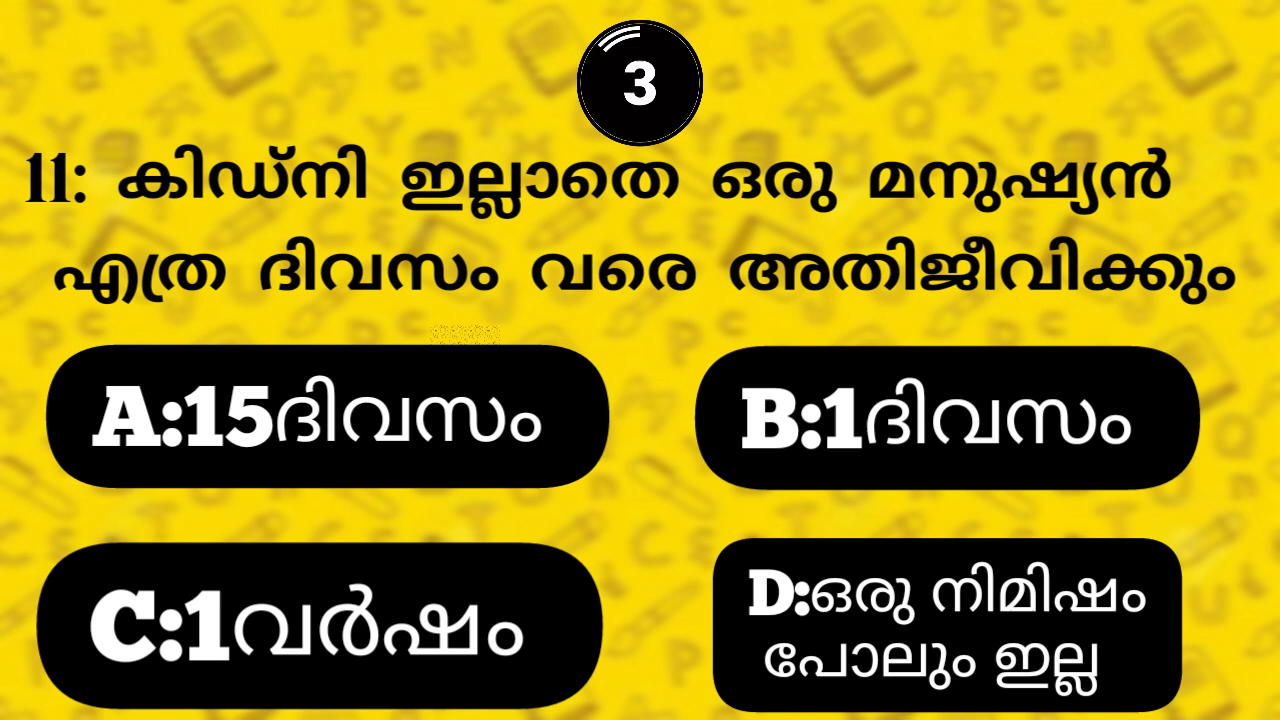 3
11: കിഡ്നി ഇല്ലാതെ ഒരു മനുഷ്യൻ
എത്ര ദിവസം വരെ അതിജീവിക്കും
A:15ദിവസം
B:1ദിവസം
C:1വർഷം
D:ഒരു നിമിഷം
പോലും ഇല്ല